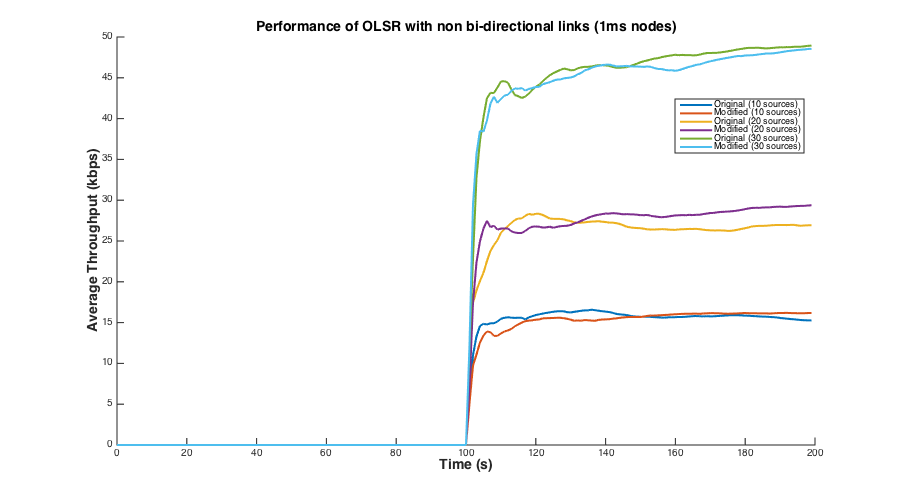 Performance of OLSR with non bi-directional links (1ms nodes)
50
45
40
35
30
25
20
15
10
5
0
Average Throughput (kbps)
Original (10 sources)
Modified (10 sources)
Original (20 sources)
Modified (20 sources)
Original (30 sources)
Modified (30 sources)
0 20 40 60 80 100 120 140 160 180 200
Time (s)